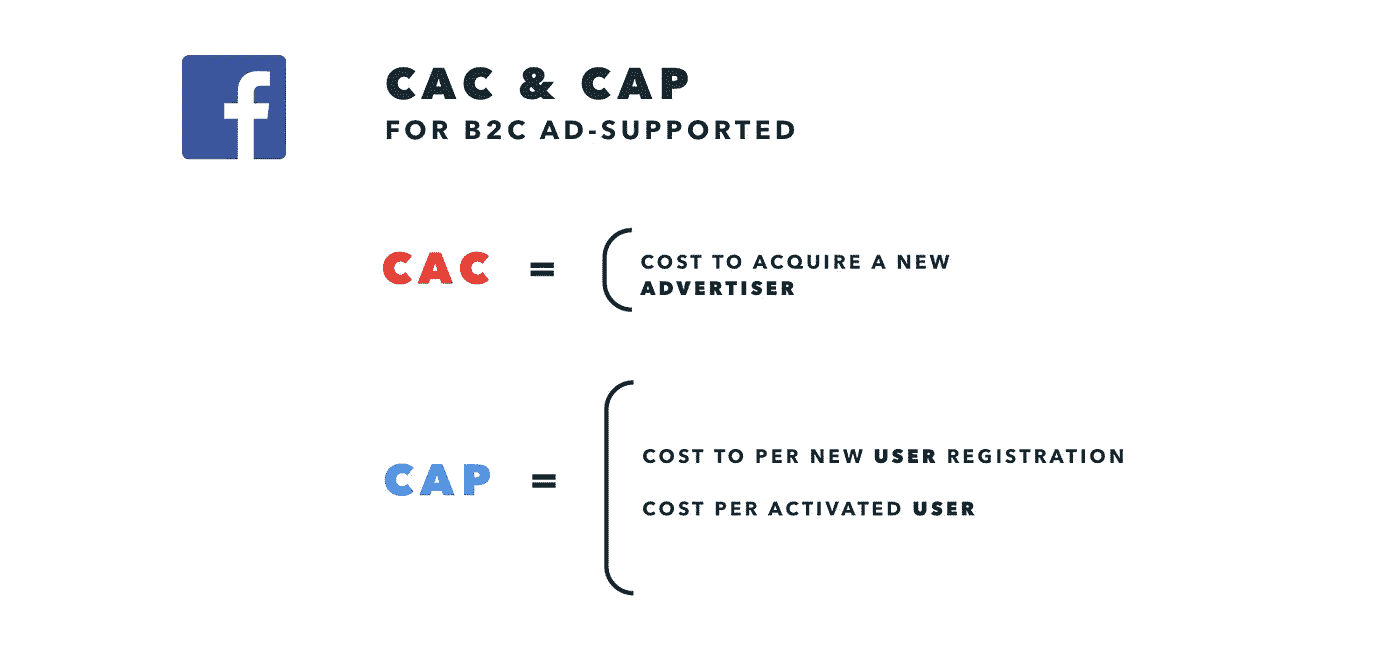 f
CAC & CAP
FOR B2C AD-SUPPORTED
CAC = COST TO ACQUIRE A NEW
ADVERTISER
CAP =
COST TO PER NEW USER REGISTRATION
COST PER ACTIVATED USER